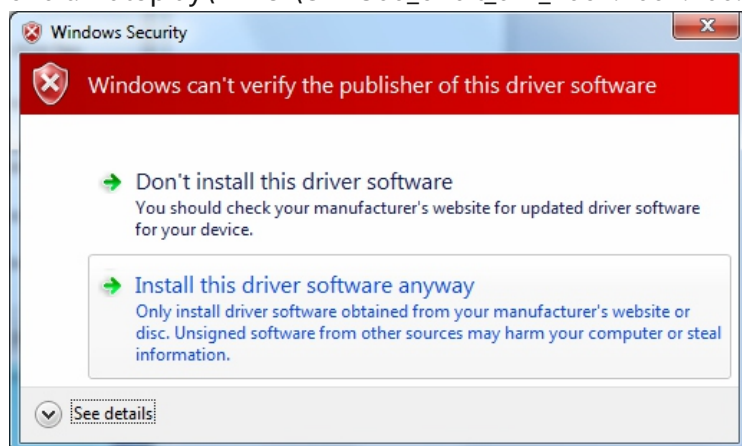 Windows Security
Windows can't verify the publisher of this driver software
Don't install this driver software
You should check your manufacturer's website for updated driver software
for your device.
Install this driver software anyway
Only install driver software obtained from your manufacturer's website or
disc. Unsigned software from other sources may harm your computer or steal
information.
See details